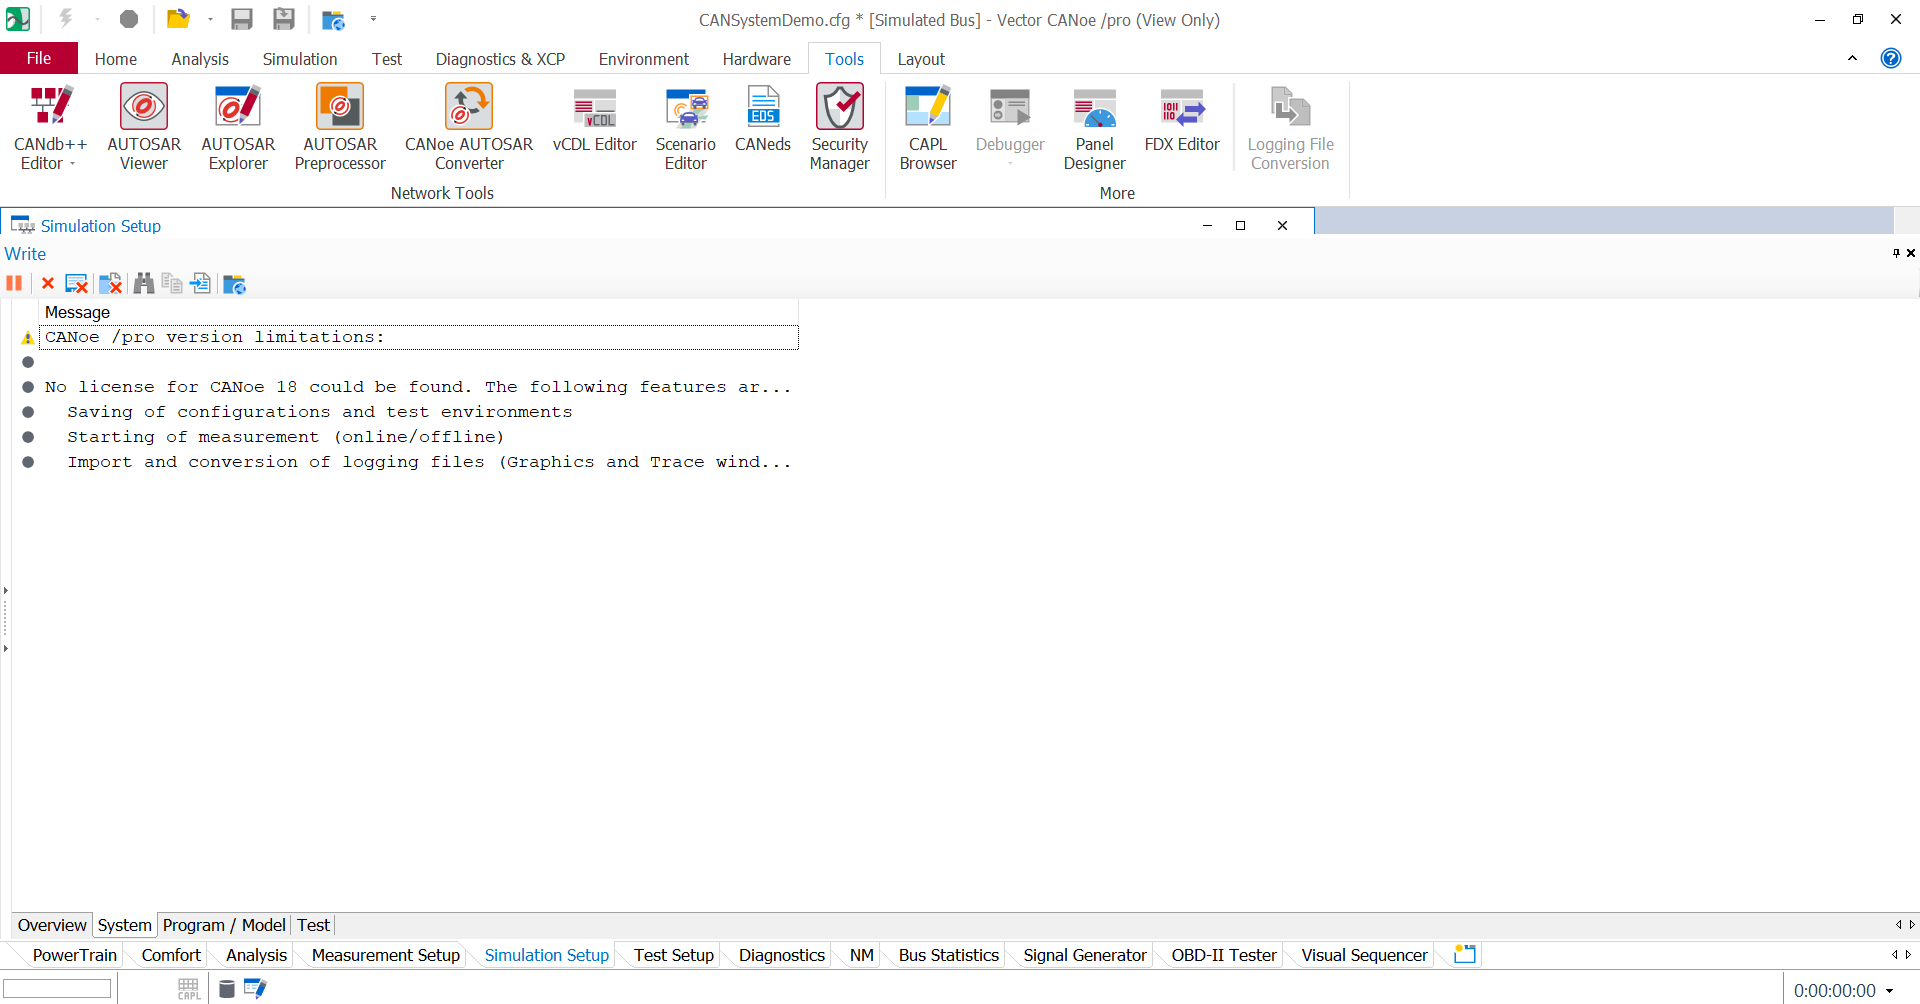 CANSystemDemo.cfg * [Simulated Bus] - Vector CANoe /pro (View Only)
File Home Analysis Simulation Test Diagnostics & XCP Environment Hardware Tools Layout
CANdb++ Editor
AUTOSAR Viewer
AUTOSAR Explorer
AUTOSAR Preprocessor
CANoe AUTOSAR Converter
vCDL Editor
Scenario Editor
CANeds
Security Manager
CAPL Browser
Debugger
Panel Designer
FDX Editor
Logging File Conversion
Network Tools
More
Simulation Setup
Write
Message
CANoe /pro version limitations:
No license for CANoe 18 could be found. The following features ar...
Saving of configurations and test environments
Starting of measurement (online/offline)
Import and conversion of logging files (Graphics and Trace wind...
Overview System Program / Model Test
PowerTrain Comfort Analysis Measurement Setup Simulation Setup Test Setup Diagnostics NM Bus Statistics Signal Generator OBD-II Tester Visual Sequencer
CAPL
0:00:00:00